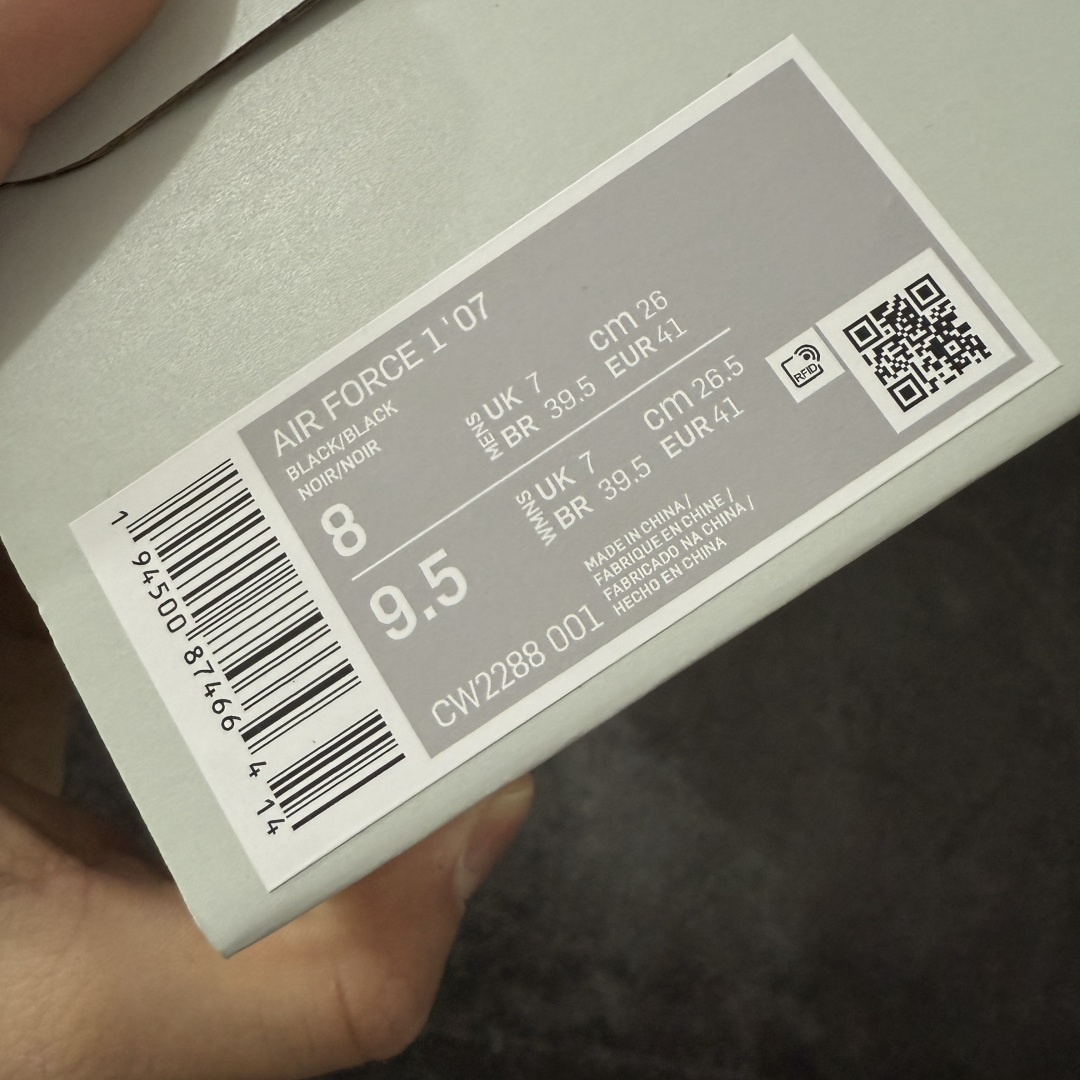 AIR FORCE 1 '07
BLACK/BLACK
NOIR/NOIR
8
MENS UK 7 cm 26
BR 39.5 EUR 41
9.5
WMNS UK 7 cm 26.5
BR 39.5 EUR 41
CW2288 001
MADE IN CHINA /
FABRIQUE EN CHINE /
FABRICADO NA CHINA /
HECHO EN CHINA
RFID
1 94500 87466 4 14